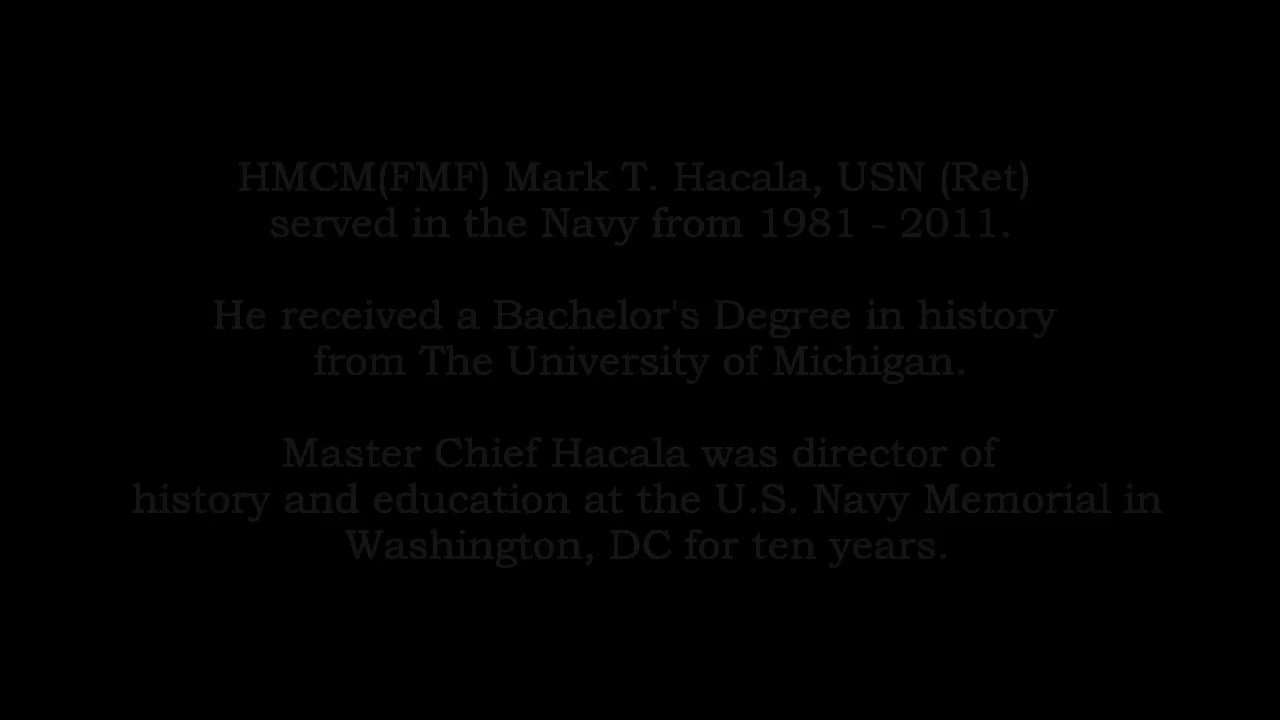 HMCM(FMF) Mark T. Hacala, USN (Ret)
served in the Navy from 1981 - 2011.
He received a Bachelor's Degree in history
from The University of Michigan.
Master Chief Hacala was director of
history and education at the U.S. Navy Memorial in
Washington, DC for ten years.